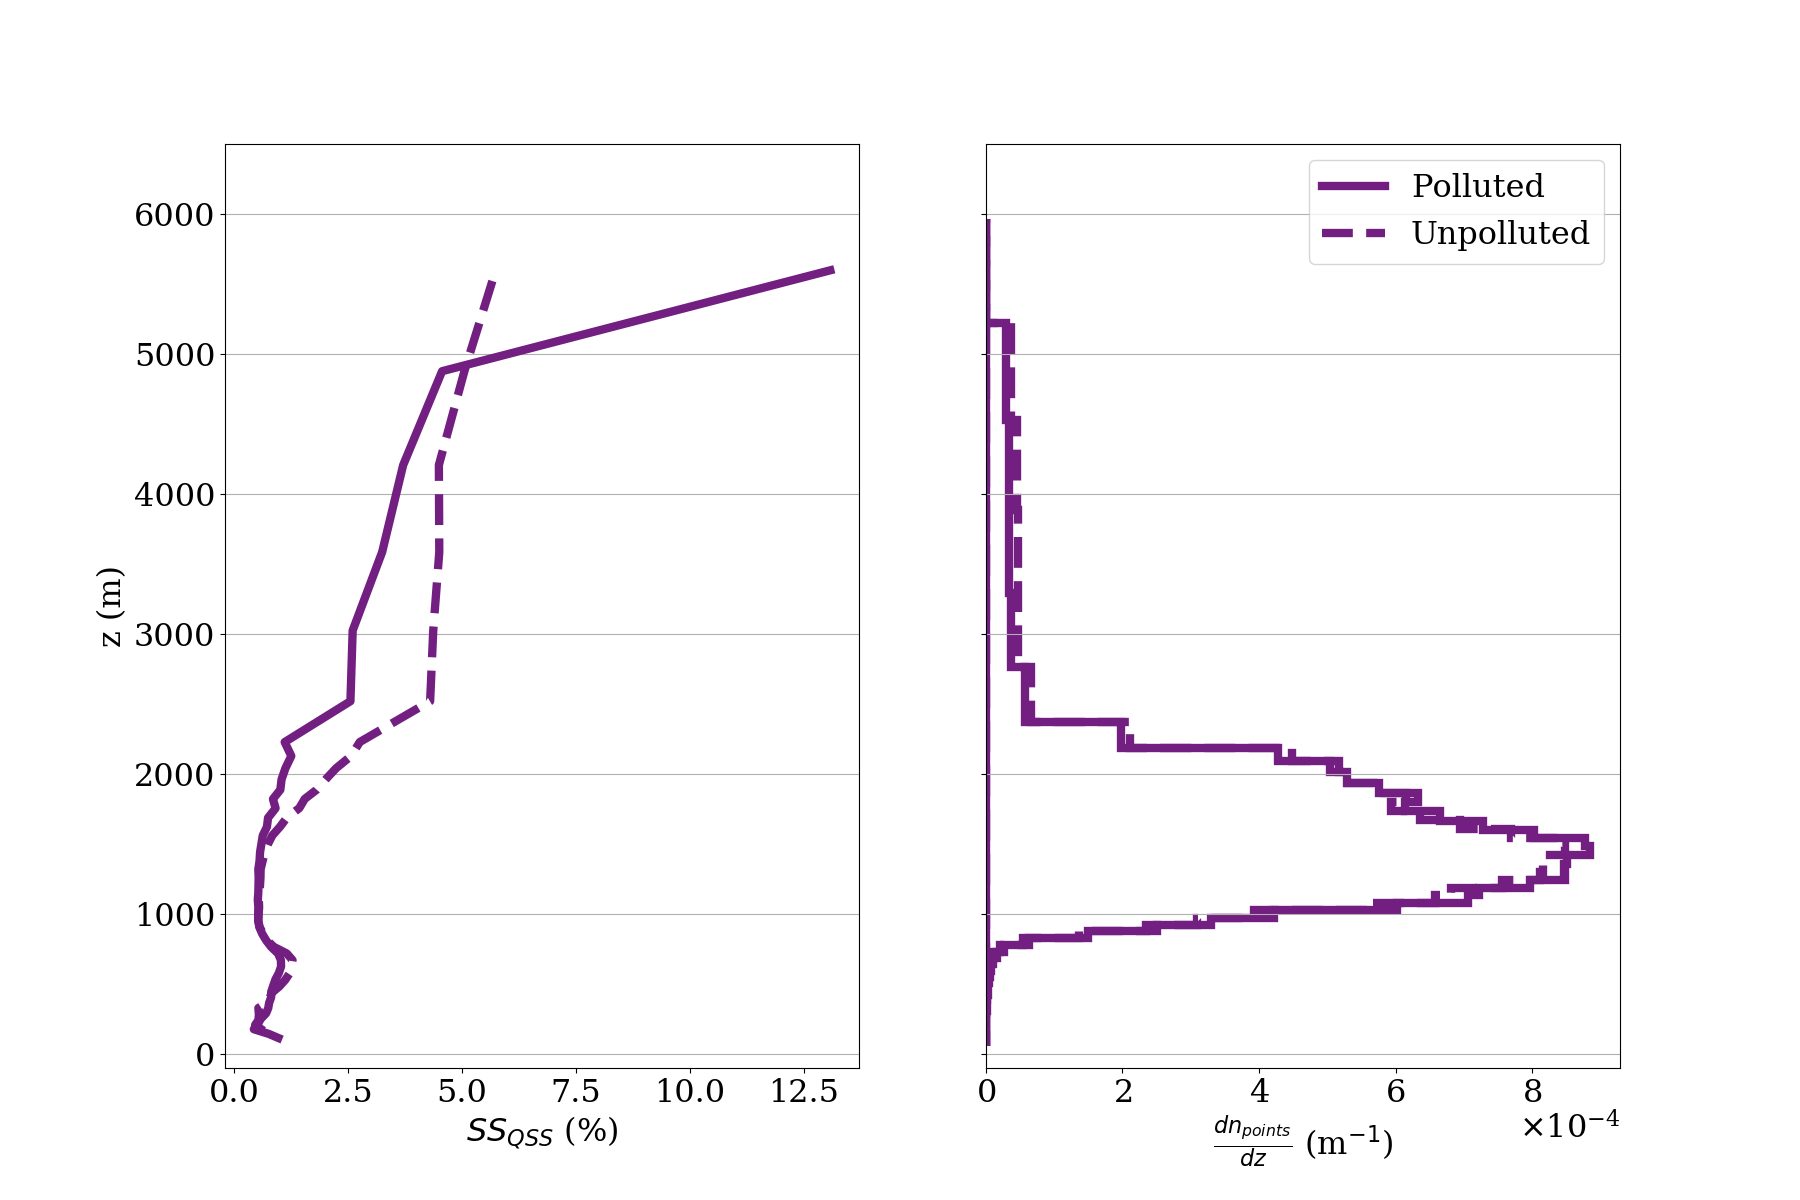 6000
5000
4000
3000
2000
1000
0
z (m)
0.0 2.5 5.0 7.5 10.0 12.5
SS_QSS (%)
Polluted
Unpolluted
0 2 4 6 8
×10⁻⁴
dn_points/dz (m⁻¹)